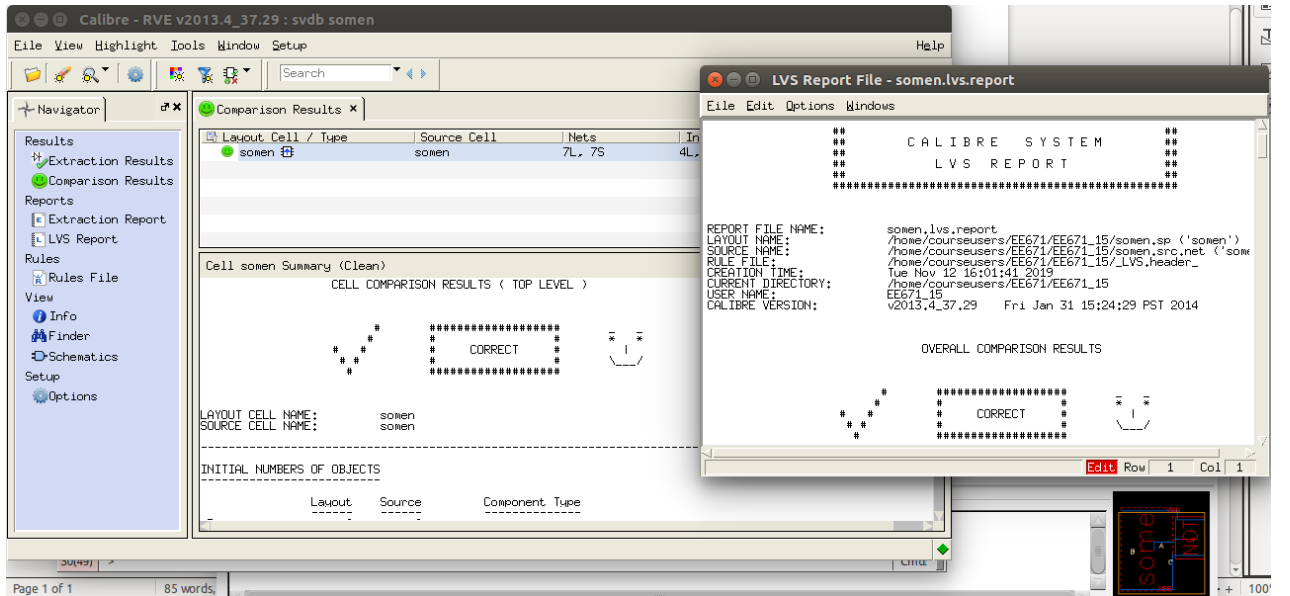 Calibre - RVE v2013.4_37.29 : svdb somen
File View Highlight Tools Window Setup Help
Search
Navigator
Results
Extraction Results
Comparison Results
Reports
Extraction Report
LVS Report
Rules
Rules File
View
Info
Finder
Schematics
Setup
Options
Comparison Results
Layout Cell / Type Source Cell Nets In
somen somen 7L, 7S 4L,
Cell somen Summary (Clean)
CELL COMPARISON RESULTS ( TOP LEVEL )
# ####################
# # #
# # # CORRECT #
# # # #
# ####################
LAYOUT CELL NAME: somen
SOURCE CELL NAME: somen
INITIAL NUMBERS OF OBJECTS
Layout Source Component Type
LVS Report File - somen.lvs.report
File Edit Options Windows
## ##
## C A L I B R E S Y S T E M ##
## ##
## L V S R E P O R T ##
## ##
REPORT FILE NAME: somen.lvs.report
LAYOUT NAME: /home/courseusers/EE671/EE671_15/somen.sp ('somen')
SOURCE NAME: /home/courseusers/EE671/EE671_15/somen.src.net ('some
RULE FILE: /home/courseusers/EE671/EE671_15/_LVS.header_
CREATION TIME: Tue Nov 12 16:01:41 2019
CURRENT DIRECTORY: /home/courseusers/EE671/EE671_15
USER NAME: EE671_15
CALIBRE VERSION: v2013.4_37.29 Fri Jan 31 15:24:29 PST 2014
OVERALL COMPARISON RESULTS
CORRECT
Edit Row 1 Col 1
30(49) >
Cmd:
Page 1 of 1 85 words,
some
NOT
A
B
C
+ 100